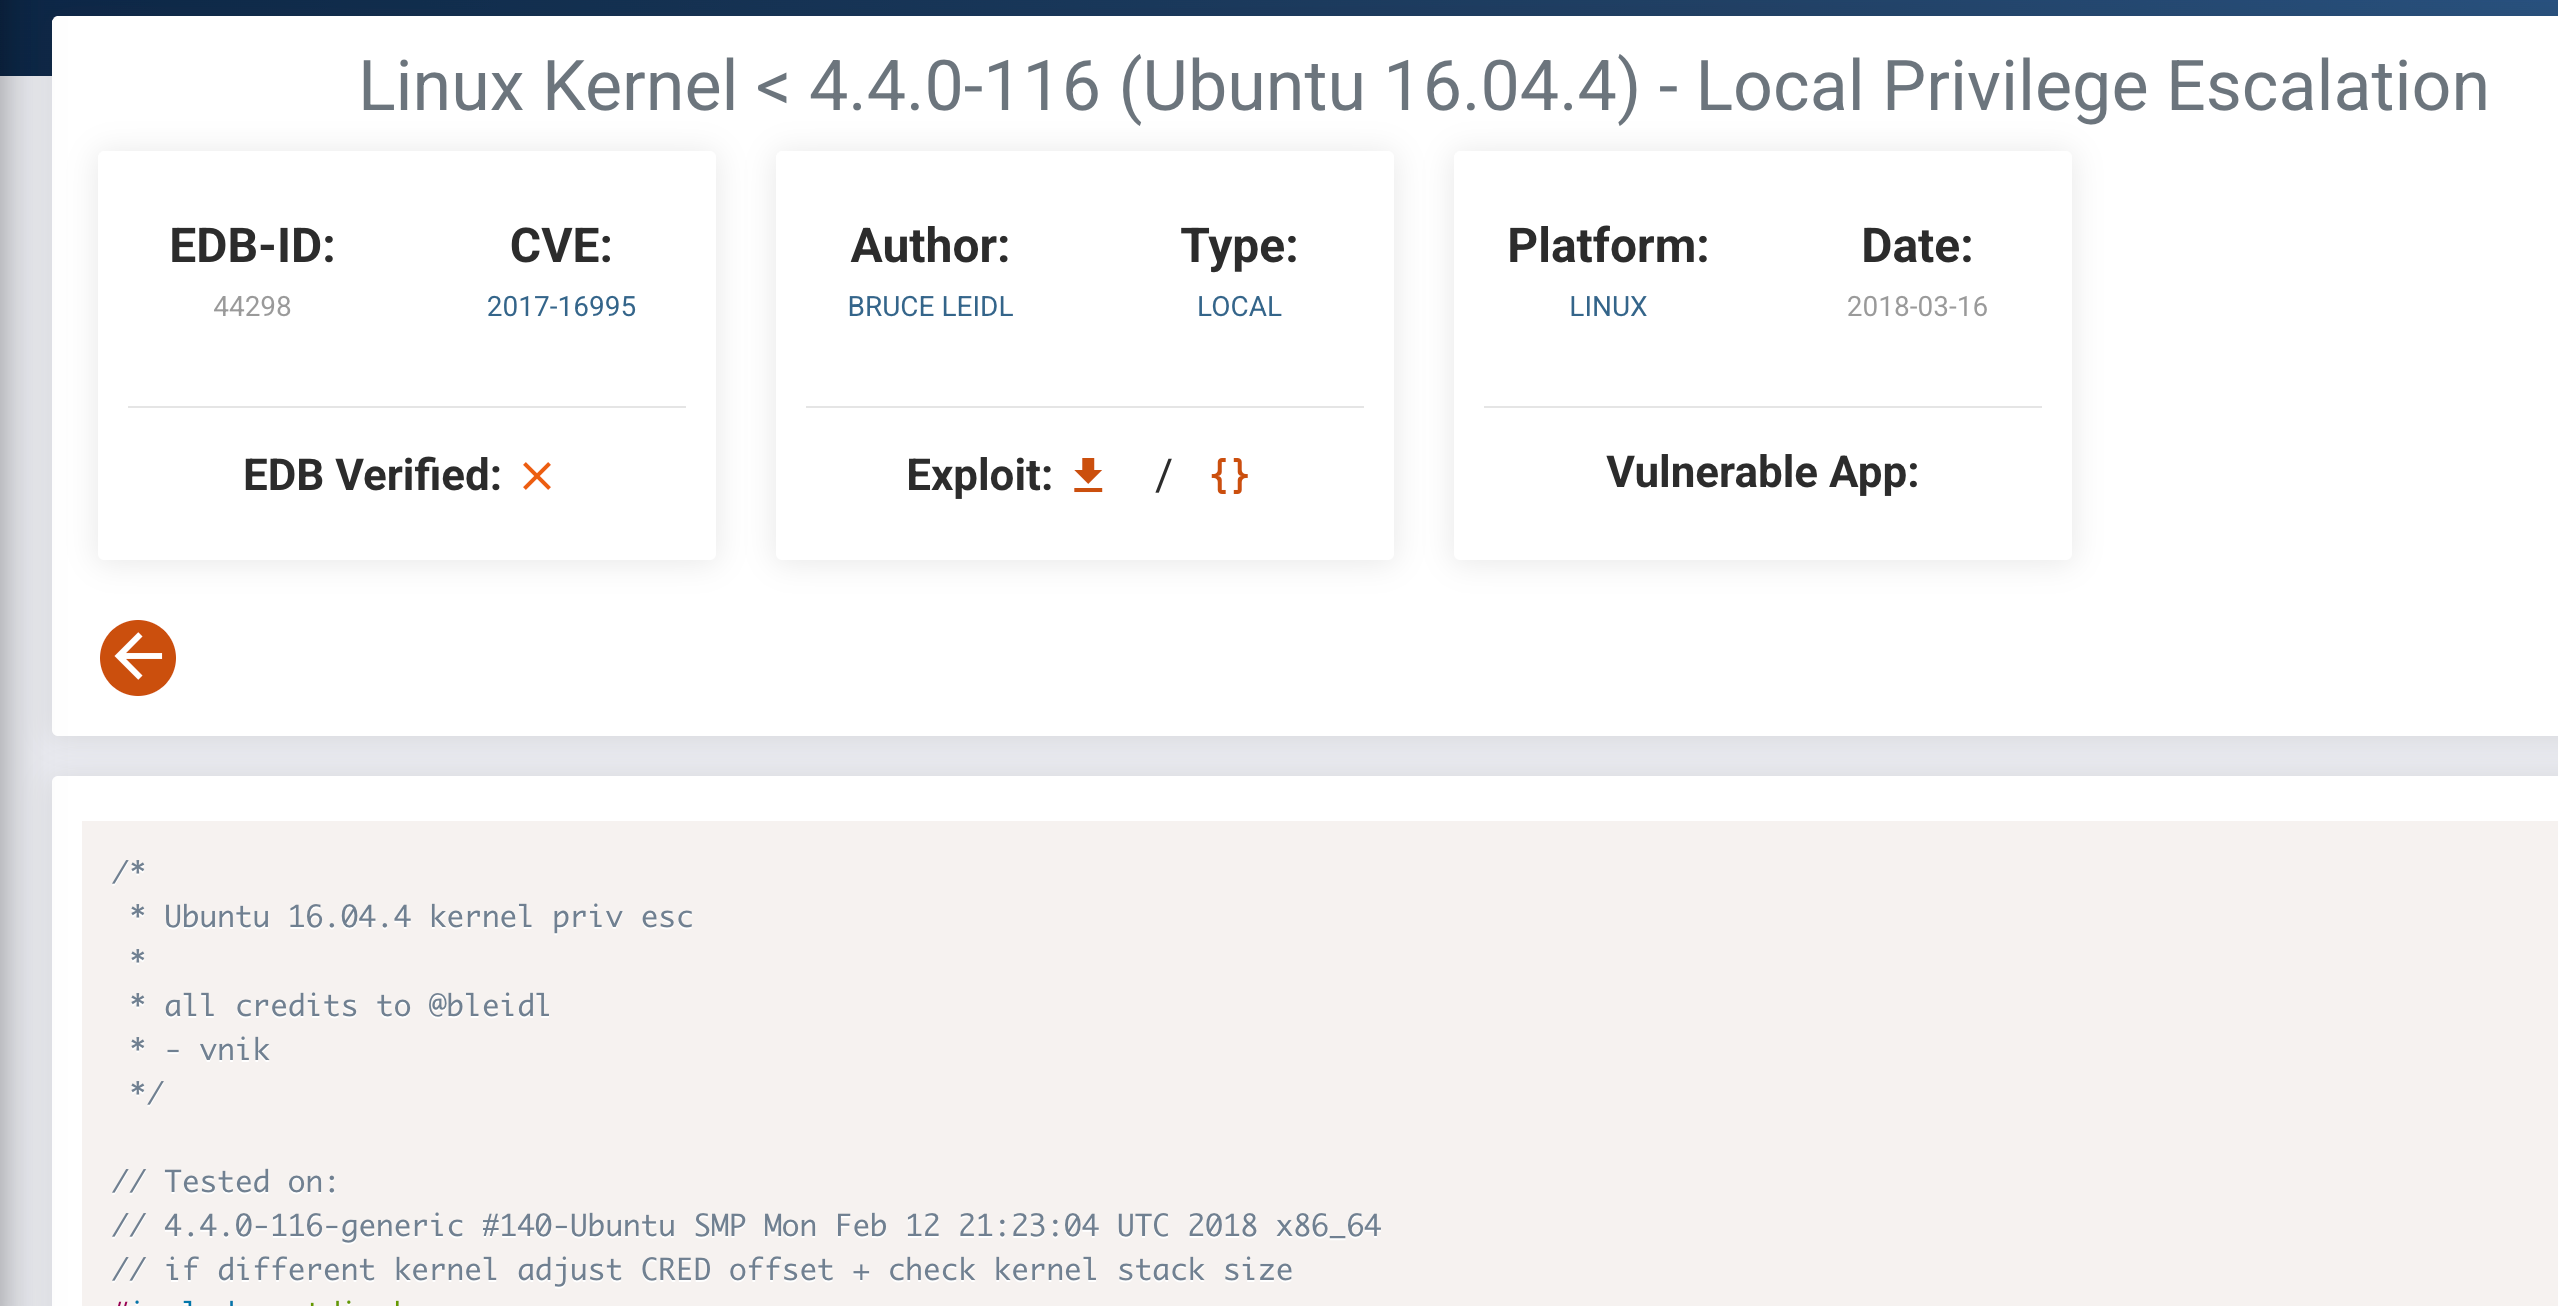 Linux Kernel < 4.4.0-116 (Ubuntu 16.04.4) - Local Privilege Escalation
EDB-ID:
44298
CVE:
2017-16995
EDB Verified:
Author:
BRUCE LEIDL
Type:
LOCAL
Exploit: / {}
Platform:
LINUX
Date:
2018-03-16
Vulnerable App:
/*
 * Ubuntu 16.04.4 kernel priv esc
 *
 * all credits to @bleidl
 * - vnik
 */
// Tested on:
// 4.4.0-116-generic #140-Ubuntu SMP Mon Feb 12 21:23:04 UTC 2018 x86_64
// if different kernel adjust CRED offset + check kernel stack size